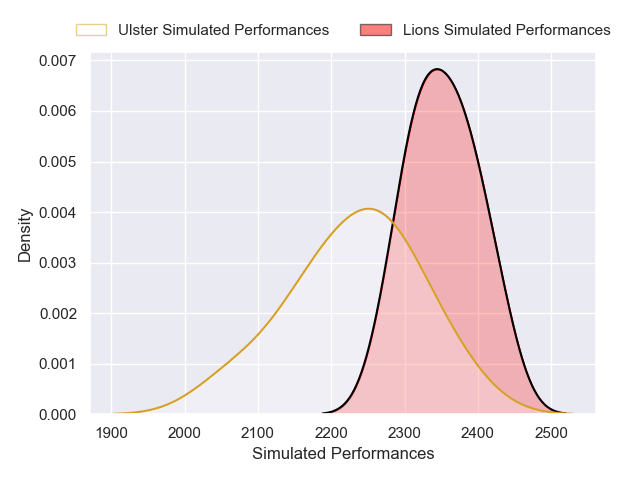 Ulster Simulated Performances Lions Simulated Performances
0.007
0.006
0.005
0.004
0.003
0.002
0.001
0.000
Density
1900 2000 2100 2200 2300 2400 2500
Simulated Performances